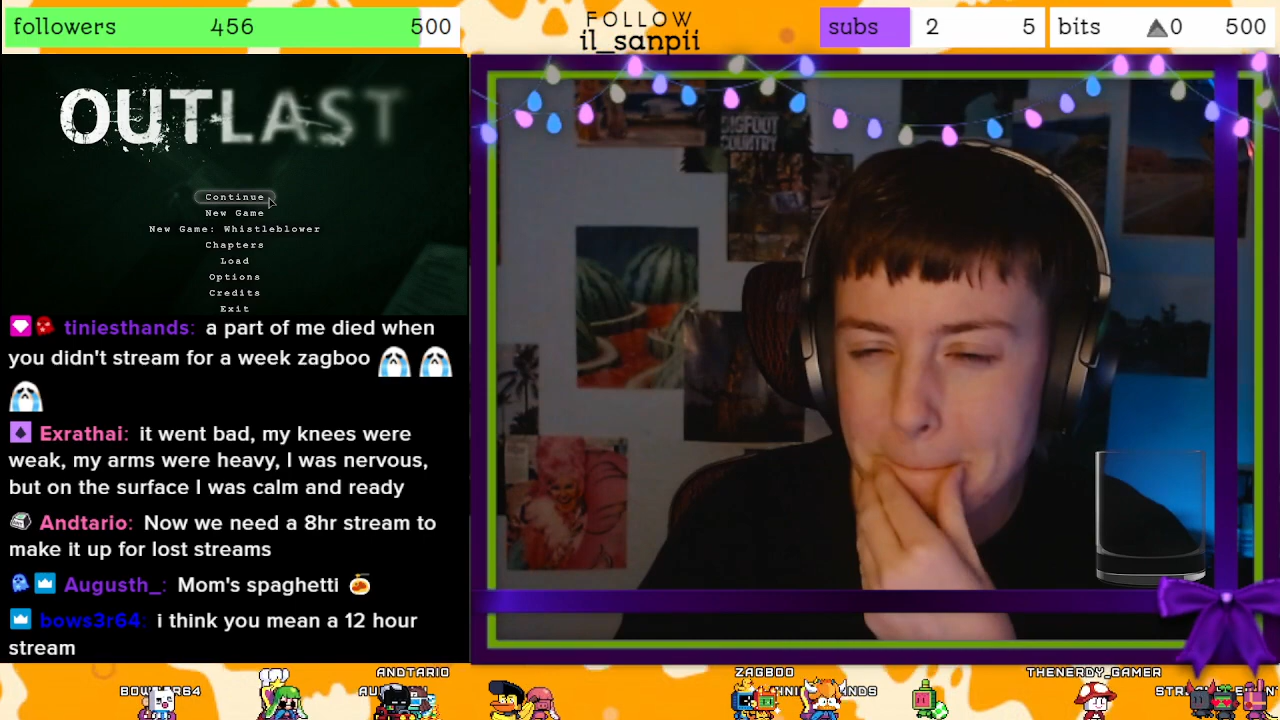 followers 456 500
FOLLOW
il_sanpii
subs 2 5
bits 0 500
OUTLAST
Continue
New Game
New Game: Whistleblower
Chapters
Load
Options
Credits
Exit
BIGFOOT
COUNTRY
tiniesthands: a part of me died when
you didn't stream for a week zagboo
Exrathai: it went bad, my knees were
weak, my arms were heavy, I was nervous,
but on the surface I was calm and ready
Andtario: Now we need a 8hr stream to
make it up for lost streams
Augusth_: Mom's spaghetti
bows3r64: i think you mean a 12 hour
stream
ANDTARIO
ZAGBOO
THENERDY_GAMER